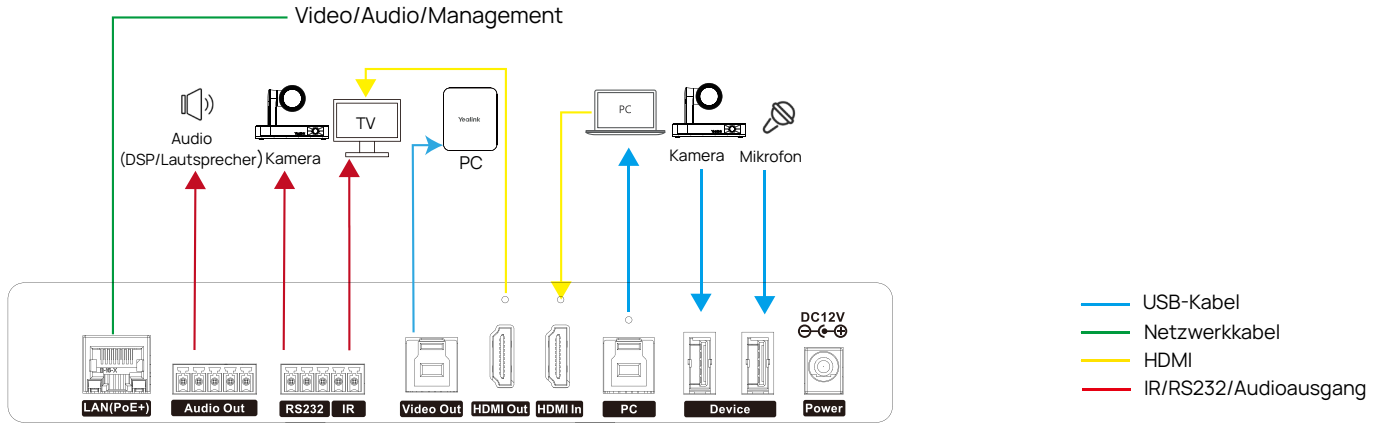 Video/Audio/Management
Audio
(DSP/Lautsprecher)
Kamera
TV
Yealink
PC
PC
Kamera
Mikrofon
DC12V
LAN(PoE+)
Audio Out
RS232
IR
Video Out
HDMI Out
HDMI In
PC
Device
Power
USB-Kabel
Netzwerkkabel
HDMI
IR/RS232/Audioausgang